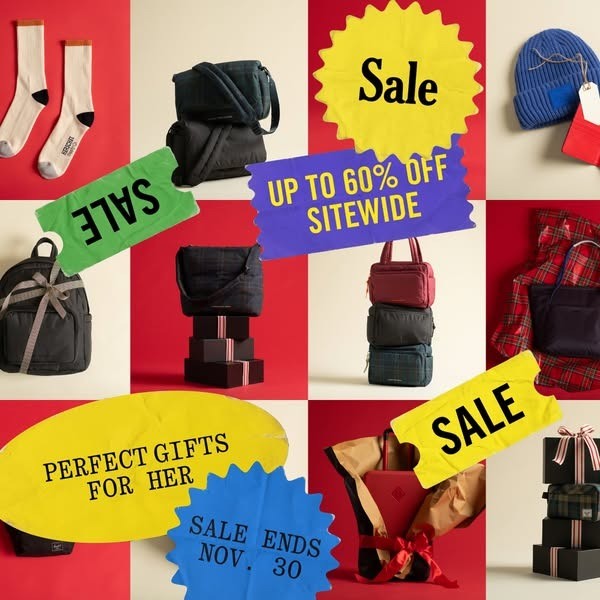 Sale
UP TO 60% OFF
SITEWIDE
SALE
SALE
PERFECT GIFTS
FOR HER
SALE ENDS
NOV. 30